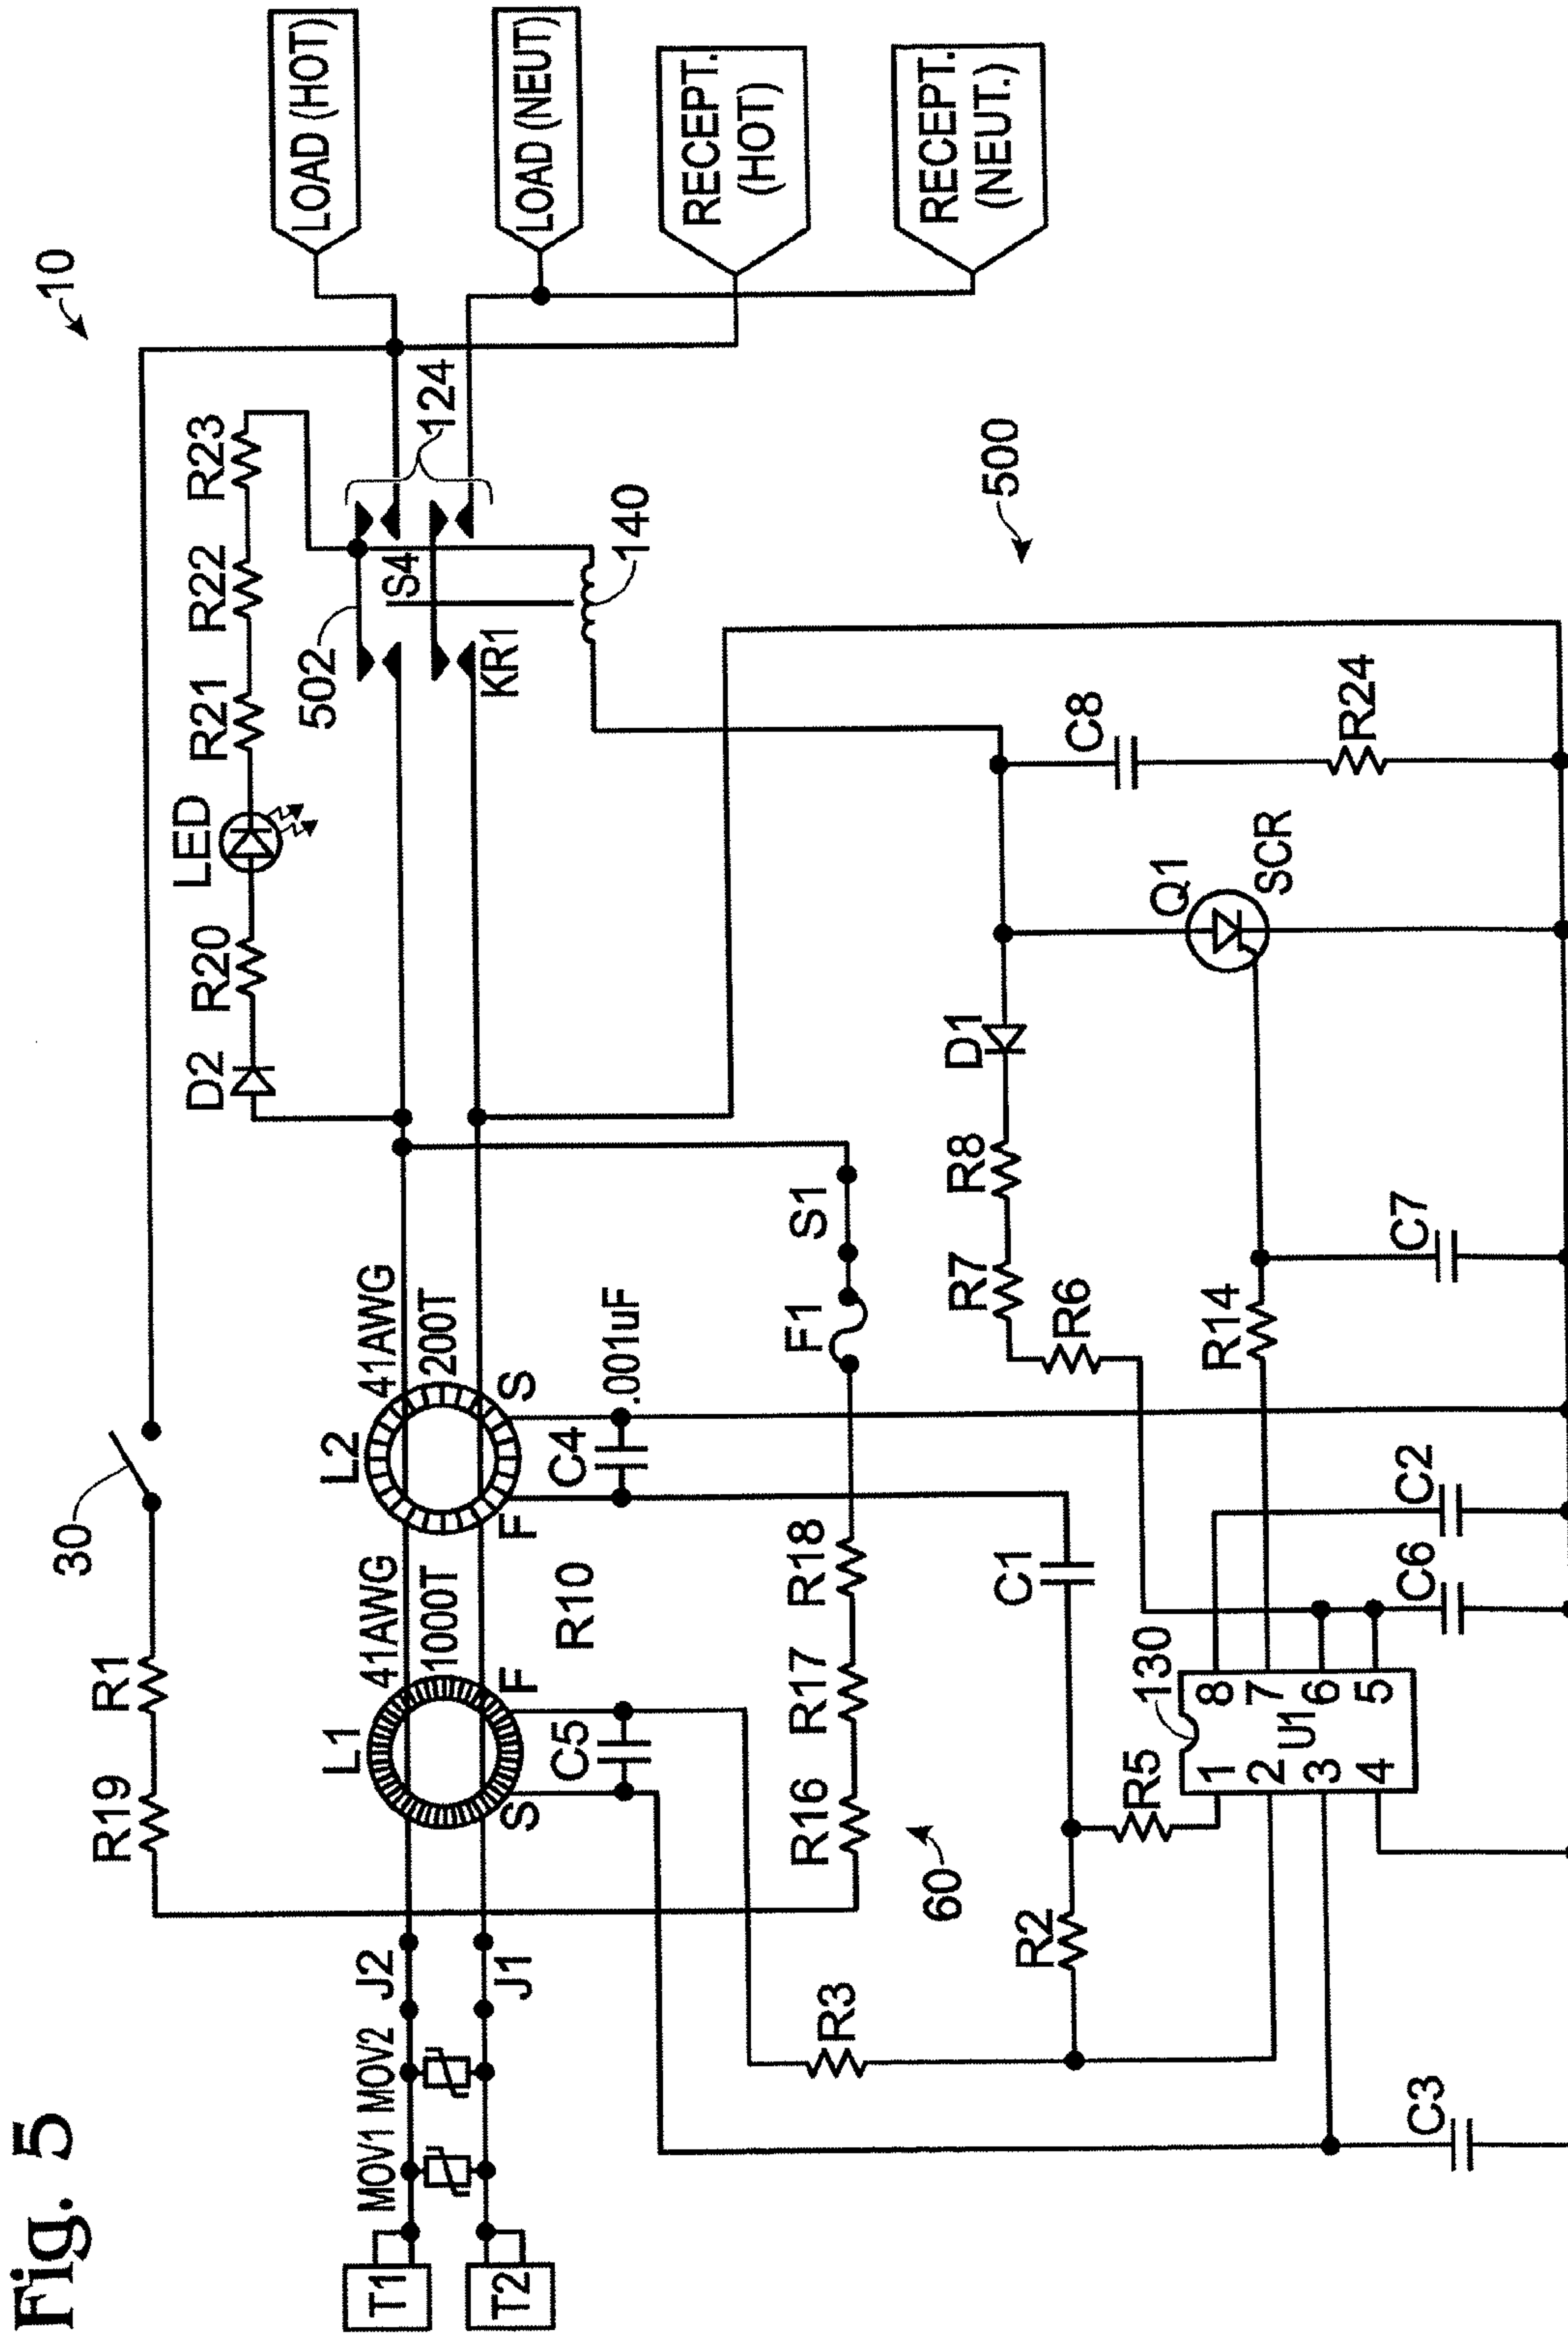 Fig. 5
10
30
R19
R1
D2
R20
LED
R21
R22
R23
LOAD (HOT)
LOAD (NEUT)
RECEPT.
(HOT)
RECEPT.
(NEUT.)
T1
T2
MOV1
MOV2
J2
J1
L1
41AWG
1000T
S
F
L2
41AWG
200T
F
S
502
S4
KR1
124
140
C5
R10
C4
.001uF
R16
R17
R18
F1
S1
60
500
R3
R2
C1
R5
130
U1
1
2
3
4
8
7
6
5
R7
R8
D1
R6
R14
Q1
SCR
C8
R24
C3
C6
C2
C7